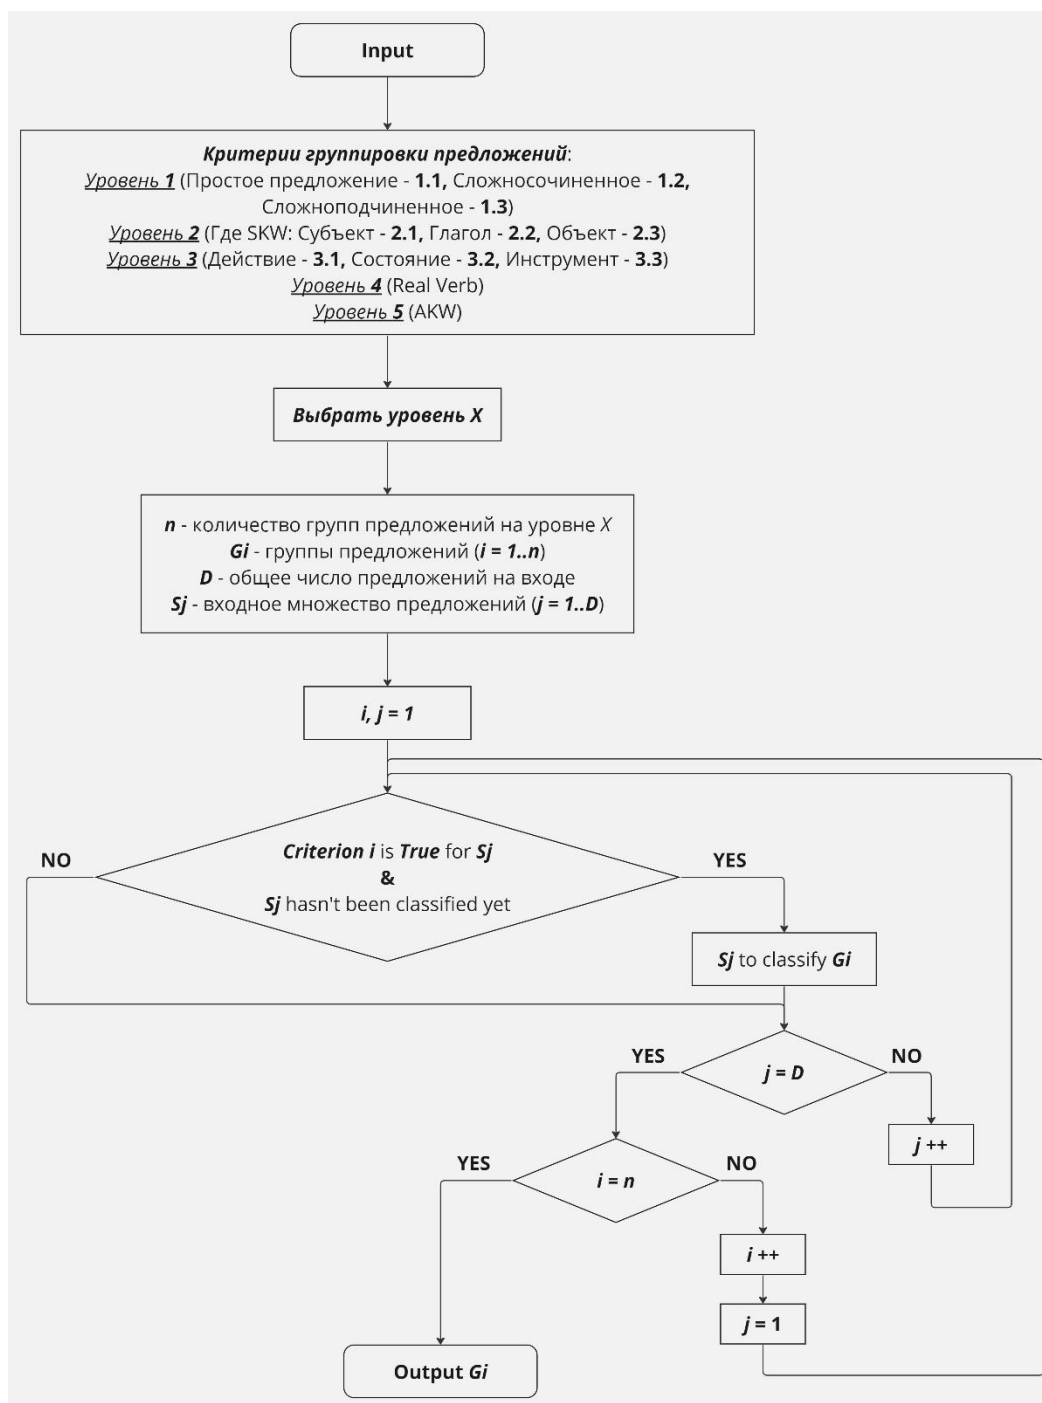 Input
Критерии группировки предложений:
Уровень 1 (Простое предложение - 1.1, Сложносочиненное - 1.2,
Сложноподчиненное - 1.3)
Уровень 2 (Где SKW: Субъект - 2.1, Глагол - 2.2, Объект - 2.3)
Уровень 3 (Действие - 3.1, Состояние - 3.2, Инструмент - 3.3)
Уровень 4 (Real Verb)
Уровень 5 (AKW)
Выбрать уровень X
n - количество групп предложений на уровне X
Gi - группы предложений (i = 1..n)
D - общее число предложений на входе
Sj - входное множество предложений (j = 1..D)
i, j = 1
Criterion i is True for Sj
&
Sj hasn't been classified yet
NO
YES
Sj to classify Gi
j = D
YES
NO
j ++
i = n
YES
NO
i ++
j = 1
Output Gi